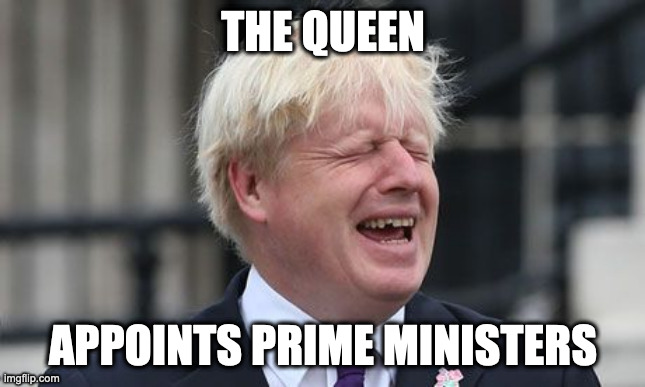 THE QUEEN
APPOINTS PRIME MINISTERS
imgflip.com